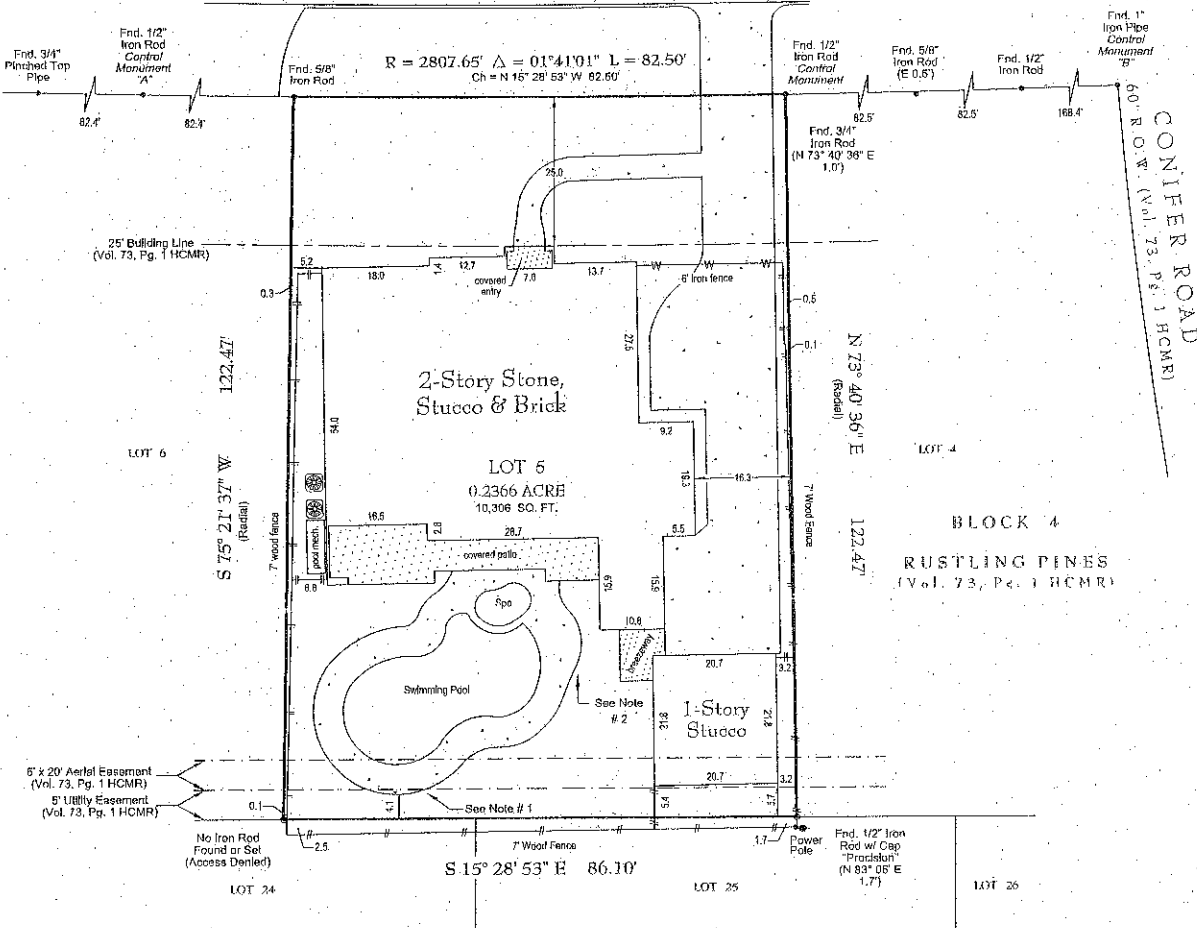 Fnd. 3/4"
Pinched Top
Pipe
Fnd. 1/2"
Iron Rod
Control
Monument
"A"
Fnd. 5/8"
Iron Rod
R = 2807.65' Δ = 01°41'01" L = 82.50'
Ch = N 15° 28' 53" W 82.50'
Fnd. 1/2"
Iron Rod
Control
Monument
Fnd. 5/8"
Iron Rod
(E 0.5')
Fnd. 1/2"
Iron Rod
Fnd. 1"
Iron Pipe
Control
Monument
"B"
82.4'
82.4'
82.5'
82.5'
168.4'
Fnd. 3/4"
Iron Rod
(N 73° 40' 36" E
1.0')
CONIFER ROAD
60' R.O.W. (Vol. 73, Pg. 1 HCMR)
25.0
25' Building Line
(Vol. 73, Pg. 1 HCMR)
5.2
18.0
1.4
12.7
covered
entry
7.0
13.7
6' Iron fence
0.3
0.5
0.1
122.47'
S 75° 21' 37" W
(Radial)
7' wood fence
54.0
27.5
2-Story Stone,
Stucco & Brick
N 73° 40' 36" E
(Radial)
122.47'
7' Wood Fence
9.2
LOT 6
LOT 5
0.2366 ACRE
10,306 SQ. FT.
LOT 4
19.3
16.3
BLOCK 4
RUSTLING PINES
(Vol. 73, Pg. 1 HCMR)
16.5
2.8
28.7
5.5
pool mech.
covered patio
6.8
15.9
15.9
Spa
10.8
breezeway
20.7
3.2
Swimming Pool
See Note
# 2
21.8
1-Story
Stucco
21.8
5' x 20' Aerial Easement
(Vol. 73, Pg. 1 HCMR)
5' Utility Easement
(Vol. 73, Pg. 1 HCMR)
20.7
3.2
0.1
4.1
See Note # 1
5.4
5.7
No Iron Rod
Found or Set
(Access Denied)
2.5
7' Wood Fence
1.7
Power
Pole
Fnd. 1/2" Iron
Rod w/ Cap
"Precision"
(N 83° 06' E
1.7')
S 15° 28' 53" E 86.10'
LOT 24
LOT 25
LOT 26